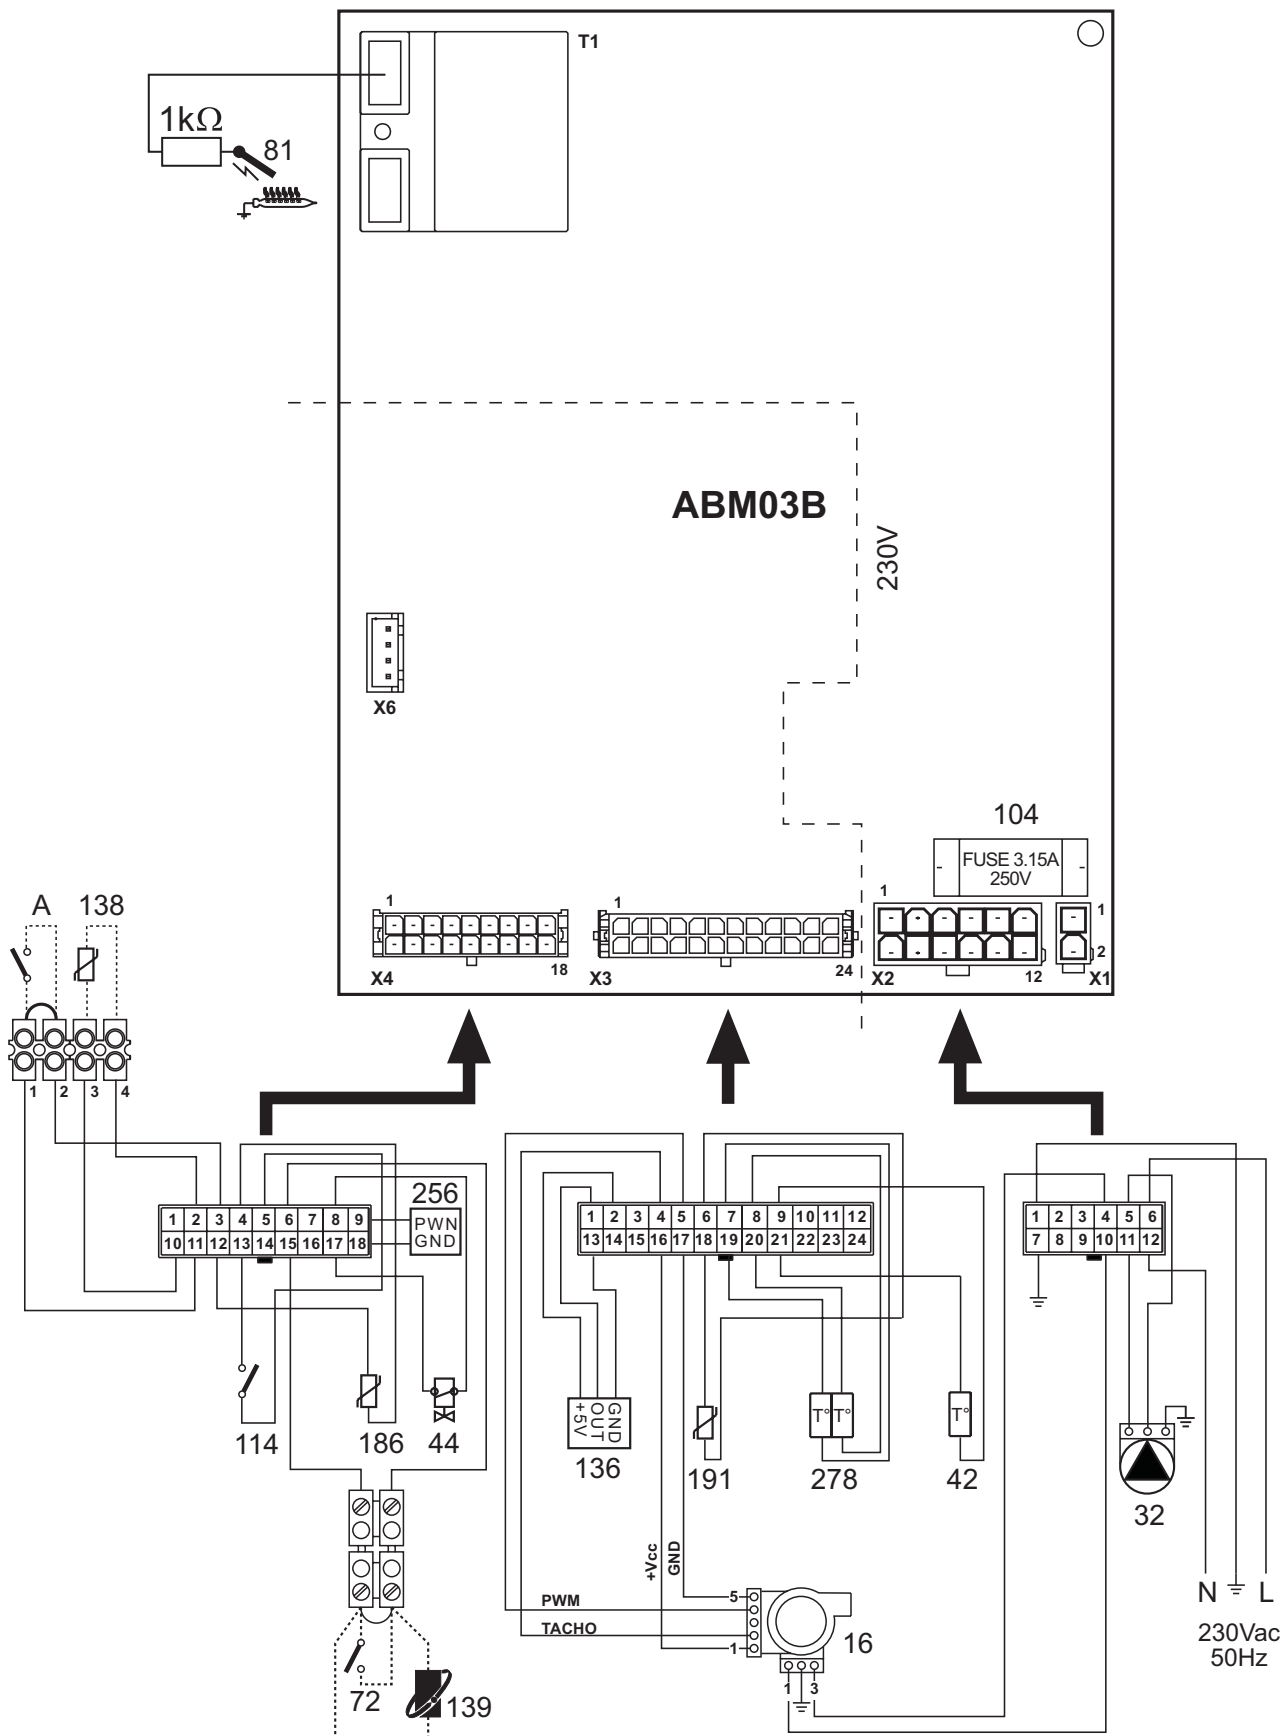 T1
1kΩ
81
ABM03B
230V
X6
104
FUSE 3.15A
250V
1
1
1
1
2
18
24
12
X4
X3
X2
X1
A
138
1
2
3
4
256
PWN
GND
1 2 3 4 5 6 7 8 9
10 11 12 13 14 15 16 17 18
1 2 3 4 5 6 7 8 9 10 11 12
13 14 15 16 17 18 19 20 21 22 23 24
1 2 3 4 5 6
7 8 9 10 11 12
114
186
44
+5V
OUT
GND
136
191
T° T°
278
T°
42
32
+Vcc
GND
PWM
TACHO
5
1
16
1
3
72
139
N
L
230Vac
50Hz